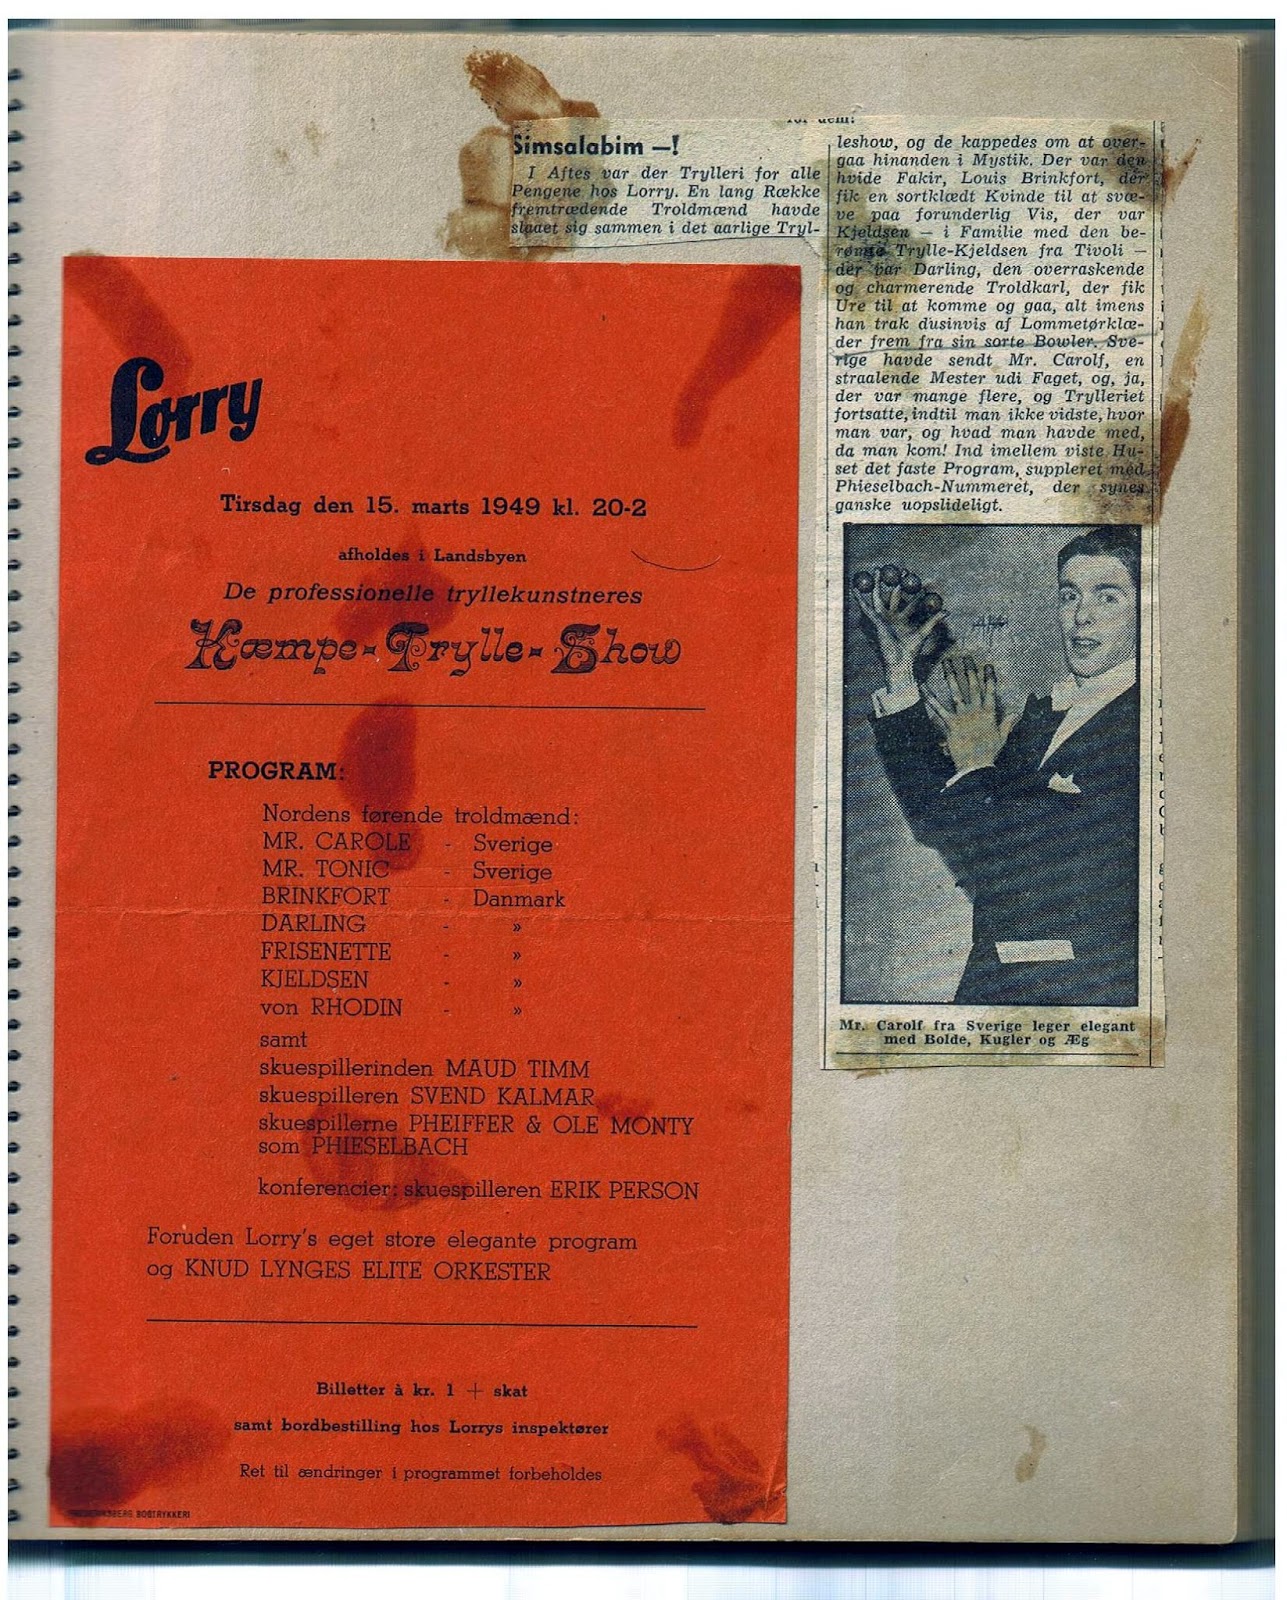 Simsalabim —!
I Aftes var der Trylleri for alle
Pengene hos Lorry. En lang Række
fremtrædende Troldmænd havde
slaaet sig sammen i det aarlige Tryl-
leshow, og de kappedes om at over-
gaa hinanden i Mystik. Der var den
hvide Fakir, Louis Brinkfort, der
fik en sortklædt Kvinde til at svæ-
ve paa forunderlig Vis, der var
Kjeldsen — i Familie med den be-
rømte Trylle-Kjeldsen fra Tivoli —
der var Darling, den overraskende
og charmerende Troldkarl, der fik
Ure til at komme og gaa, alt imens
han trak dusinvis af Lommetørklæ-
der frem fra sin sorte Bowler. Sve-
rige havde sendt Mr. Carolf, en
straalende Mester udi Faget, og, ja,
der var mange flere, og Trylleriet
fortsatte, indtil man ikke vidste, hvor
man var, og hvad man havde med,
da man kom! Ind imellem viste Hu-
set det faste Program, suppleret med
Phieselbach-Nummeret, der synes
ganske uopslideligt.
Mr. Carolf fra Sverige leger elegant
med Bolde, Kugler og Æg
Lorry
Tirsdag den 15. marts 1949 kl. 20-2
afholdes i Landsbyen
De professionelle tryllekunstneres
Kæmpe-Trylle-Show
PROGRAM:
Nordens førende troldmænd:
MR. CAROLE - Sverige
MR. TONIC - Sverige
BRINKFORT - Danmark
DARLING - »
FRISENETTE - »
KJELDSEN - »
von RHODIN - »
samt
skuespillerinden MAUD TIMM
skuespilleren SVEND KALMAR
skuespillerne PHEIFFER & OLE MONTY
som PHIESELBACH
konferencier: skuespilleren ERIK PERSON
Foruden Lorry's eget store elegante program
og KNUD LYNGES ELITE ORKESTER
Billetter à kr. 1 + skat
samt bordbestilling hos Lorrys inspektører
Ret til ændringer i programmet forbeholdes
BOGTRYKKERI